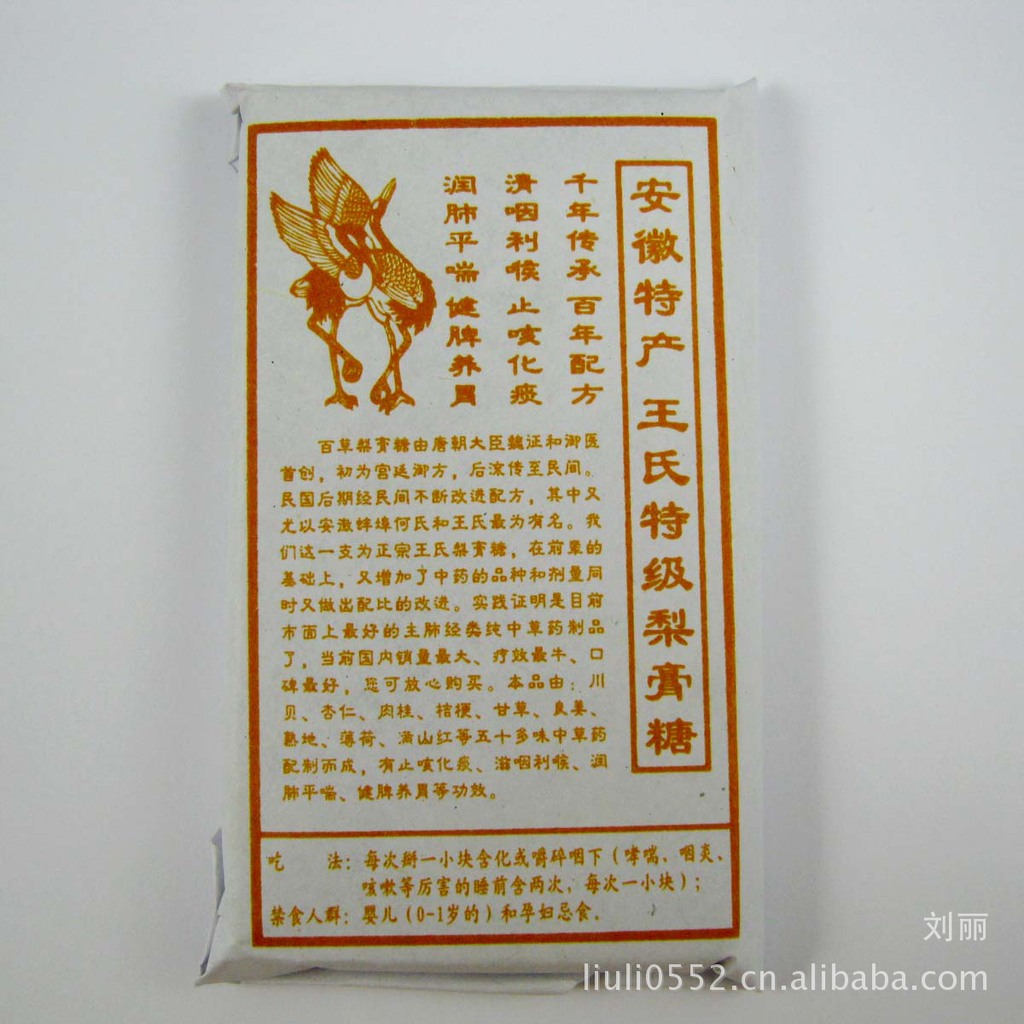 安徽特产 王氏特级梨膏糖
千年传承百年配方
清咽利喉 止咳化痰
润肺平喘 健脾养胃
百草梨膏糖由唐朝大臣魏证和御医
首创，初为宫廷御方，后流传至民间。
民国后期经民间不断改进配方，其中又
尤以安徽蚌埠何氏和王氏最为有名。我
们这一支为正宗王氏梨膏糖，在前辈的
基础上，又增加了中药的品种和剂量同
时又做出配比的改进。实践证明是目前
市面上最好的主肺经类纯中草药制品
了，当前国内销量最大、疗效最牛、口
碑最好，您可放心购买。本品由：川
贝、杏仁、肉桂、桔梗、甘草、良姜、
熟地、薄荷、满山红等五十多味中草药
配制而成，有止咳化痰、滋咽利喉、润
肺平喘、健脾养胃等功效。
吃 法：每次掰一小块含化或嚼碎咽下（哮喘、咽炎、
咳嗽等厉害的睡前含两次，每次一小块）；
禁食人群：婴儿（0-1岁的）和孕妇忌食。
刘丽
liuli0552.cn.alibaba.com